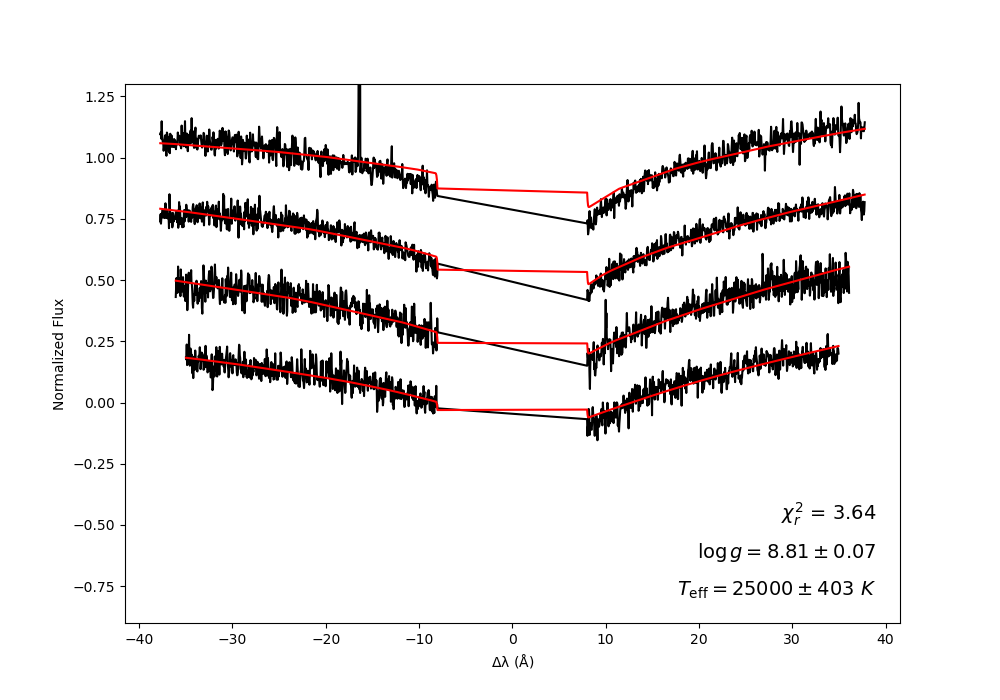 1.25
1.00
0.75
0.50
0.25
0.00
−0.25
−0.50
−0.75
Normalized Flux
χ²ᵣ = 3.64
log g = 8.81 ± 0.07
T_eff = 25000 ± 403 K
−40 −30 −20 −10 0 10 20 30 40
Δλ (Å)